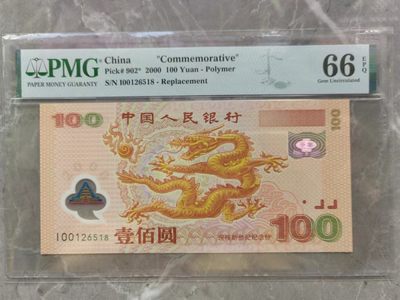 PMG
PAPER MONEY GUARANTY
China "Commemorative"
Pick# 902* 2000 100 Yuan - Polymer
S/N I00126518 - Replacement
66 EPQ
Gem Uncirculated
100 中国人民银行 100
I00126518
壹佰圆
100